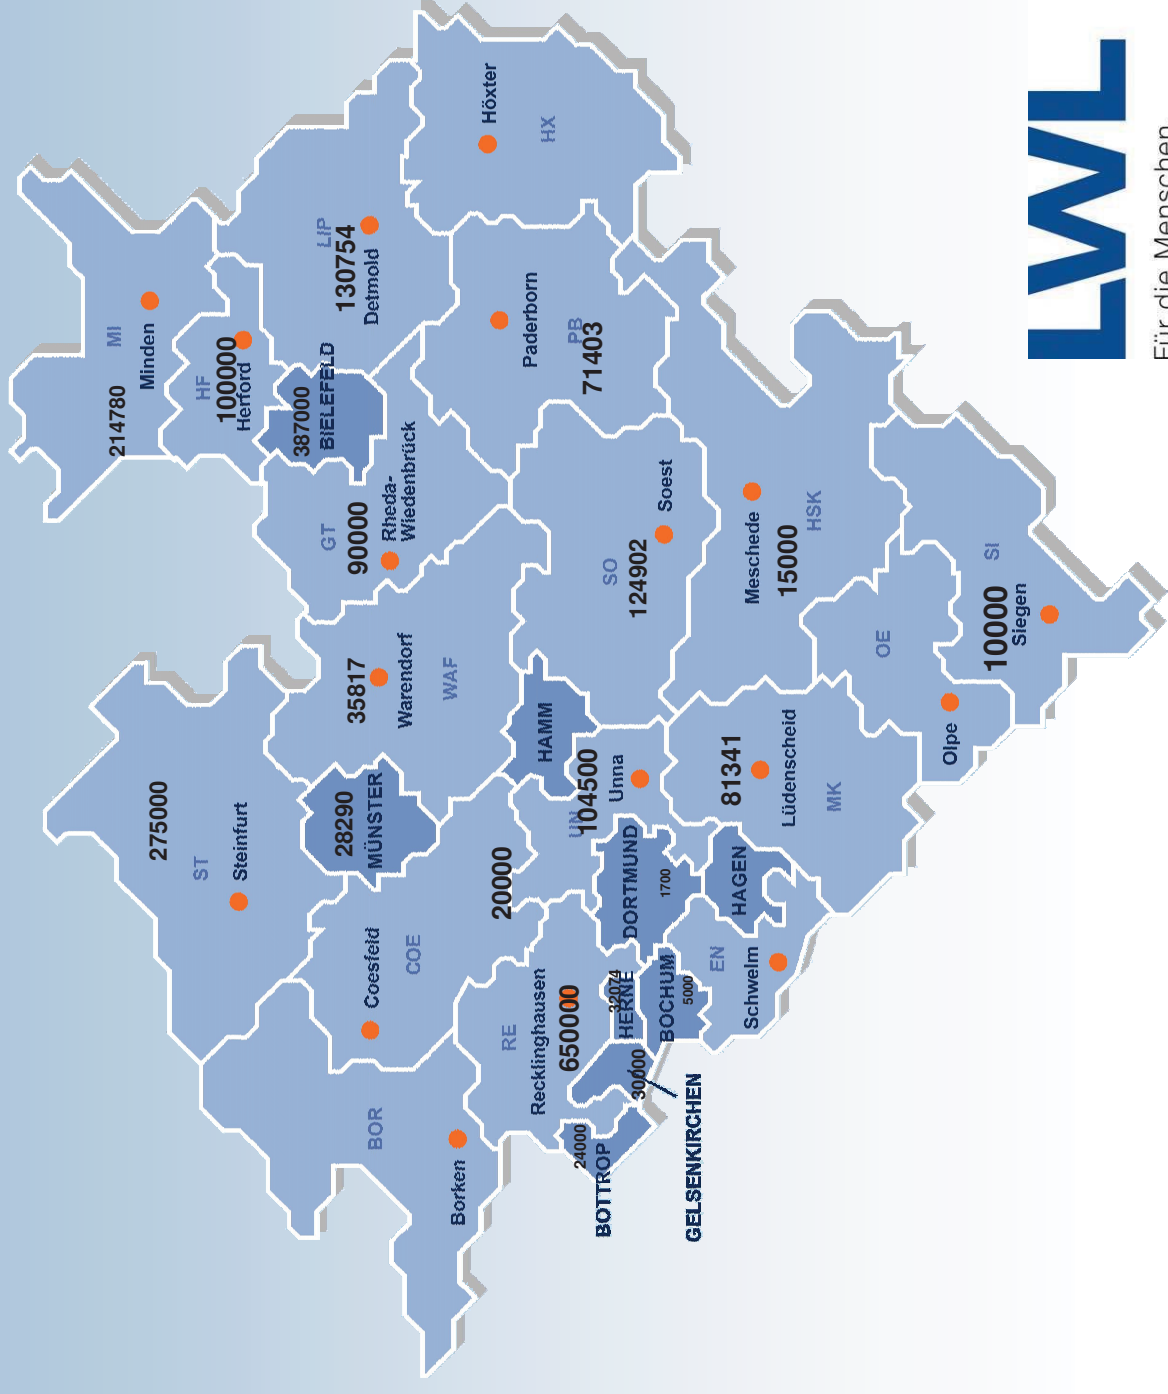 275000
ST
Steinfurt
214780
MI
Minden
HF
100000
Herford
387000
BIELEFELD
LIP
130754
Detmold
Höxter
HX
Paderborn
PB
71403
GT
90000
Rheda-
Wiedenbrück
35817
Warendorf
WAF
28290
MÜNSTER
Coesfeld
COE
20000
BOR
Borken
RE
Recklinghausen
650000
24000
BOTTROP
30000
GELSENKIRCHEN
32074
HERNE
BOCHUM
5000
DORTMUND
1700
HAMM
UN
104500
Unna
SO
124902
Soest
Meschede
15000
HSK
HAGEN
EN
Schwelm
81341
Lüdenscheid
MK
OE
Olpe
SI
10000
Siegen
LWL
Für die Menschen